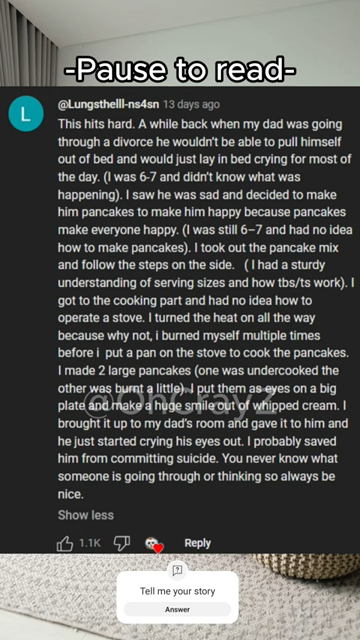 -Pause to read-
L
@Lungsthelll-ns4sn 13 days ago
This hits hard. A while back when my dad was going
through a divorce he wouldn't be able to pull himself
out of bed and would just lay in bed crying for most of
the day. (I was 6-7 and didn't know what was
happening). I saw he was sad and decided to make
him pancakes to make him happy because pancakes
make everyone happy. (I was still 6–7 and had no idea
how to make pancakes). I took out the pancake mix
and follow the steps on the side. ( I had a sturdy
understanding of serving sizes and how tbs/ts work). I
got to the cooking part and had no idea how to
operate a stove. I turned the heat on all the way
because why not, i burned myself multiple times
before i put a pan on the stove to cook the pancakes.
I made 2 large pancakes (one was undercooked the
other was burnt a little). I put them as eyes on a big
plate and make a huge smile out of whipped cream. I
brought it up to my dad's room and gave it to him and
he just started crying his eyes out. I probably saved
him from committing suicide. You never know what
someone is going through or thinking so always be
nice.
@OhCrayZ
Show less
1.1K Reply
Tell me your story
Answer